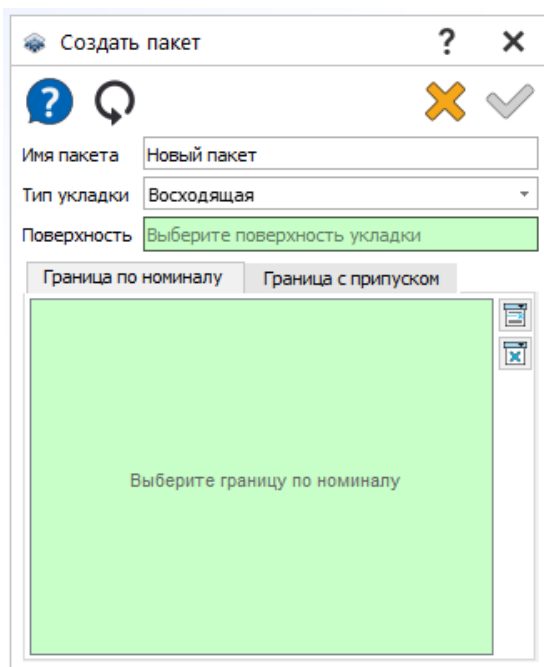 Создать пакет
Имя пакета Новый пакет
Тип укладки Восходящая
Поверхность Выберите поверхность укладки
Граница по номиналу Граница с припуском
Выберите границу по номиналу